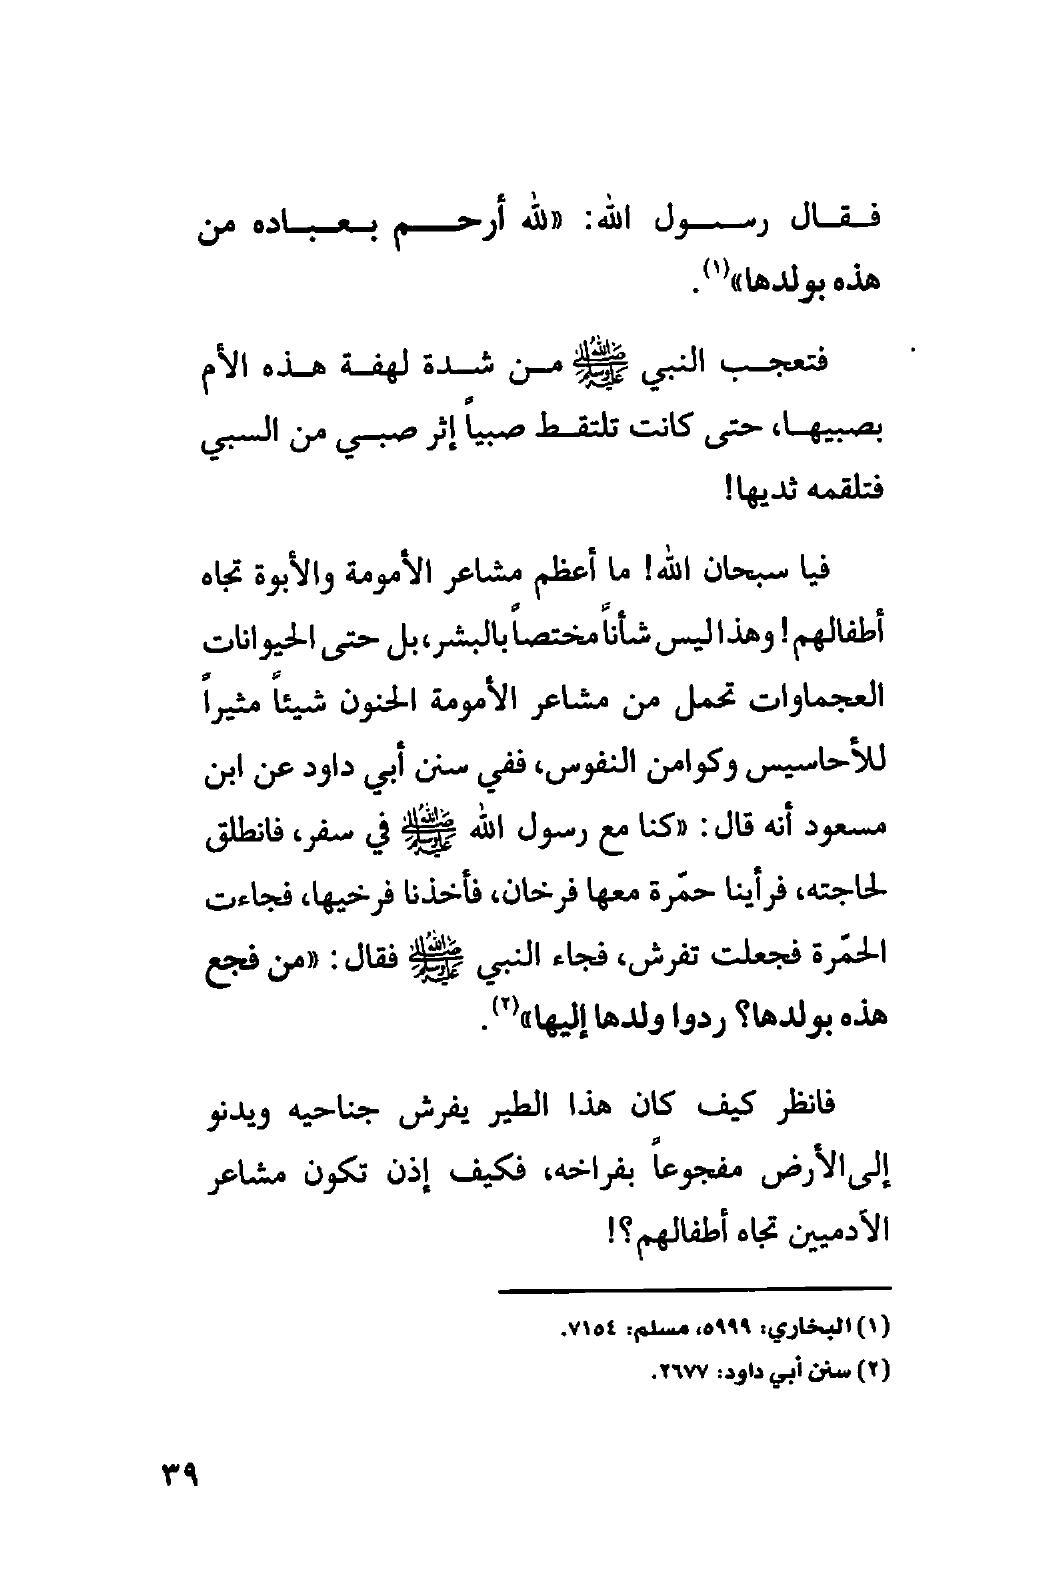 فقال رسول الله: «لله أرحم بعباده من
هذه بولدها»(١).
فتعجب النبي ﷺ من شدة لهفة هذه الأم
بصبيها، حتى كانت تلتقط صبياً إثر صبي من السبي
فتلقمه ثديها!
فيا سبحان الله! ما أعظم مشاعر الأمومة والأبوة تجاه
أطفالهم! وهذا ليس شأناً مختصاً بالبشر، بل حتى الحيوانات
العجماوات تحمل من مشاعر الأمومة الحنون شيئاً مثيراً
للأحاسيس وكوامن النفوس، ففي سنن أبي داود عن ابن
مسعود أنه قال: «كنا مع رسول الله ﷺ في سفر، فانطلق
لحاجته، فرأينا حمّرة معها فرخان، فأخذنا فرخيها، فجاءت
الحمّرة فجعلت تفرش، فجاء النبي ﷺ فقال: «من فجع
هذه بولدها؟ ردوا ولدها إليها»(٢).
فانظر كيف كان هذا الطير يفرش جناحيه ويدنو
إلى الأرض مفجوعاً بفراخه، فكيف إذن تكون مشاعر
الآدميين تجاه أطفالهم؟!
(١) البخاري: ٥٩٩٩، مسلم: ٧١٥٤.
(٢) سنن أبي داود: ٢٦٧٧.
٣٩